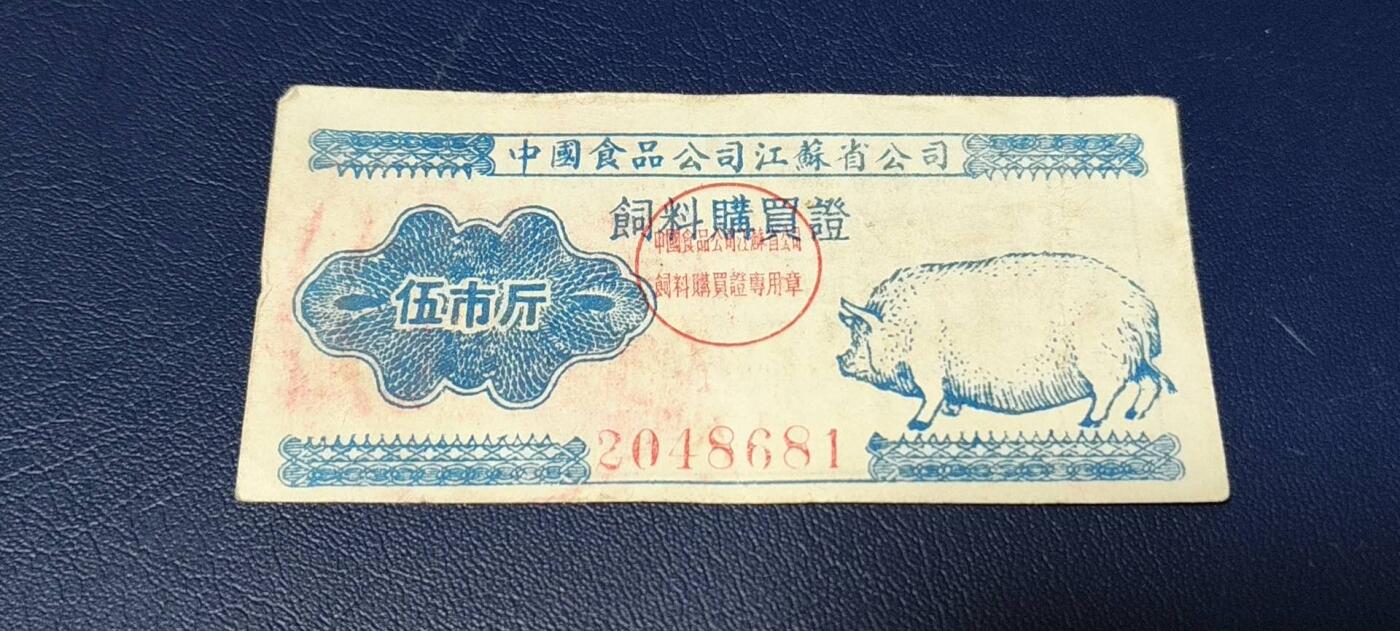 中國食品公司江蘇省公司
飼料購買證
中國食品公司江蘇省公司
飼料購買證專用章
伍市斤
2048681